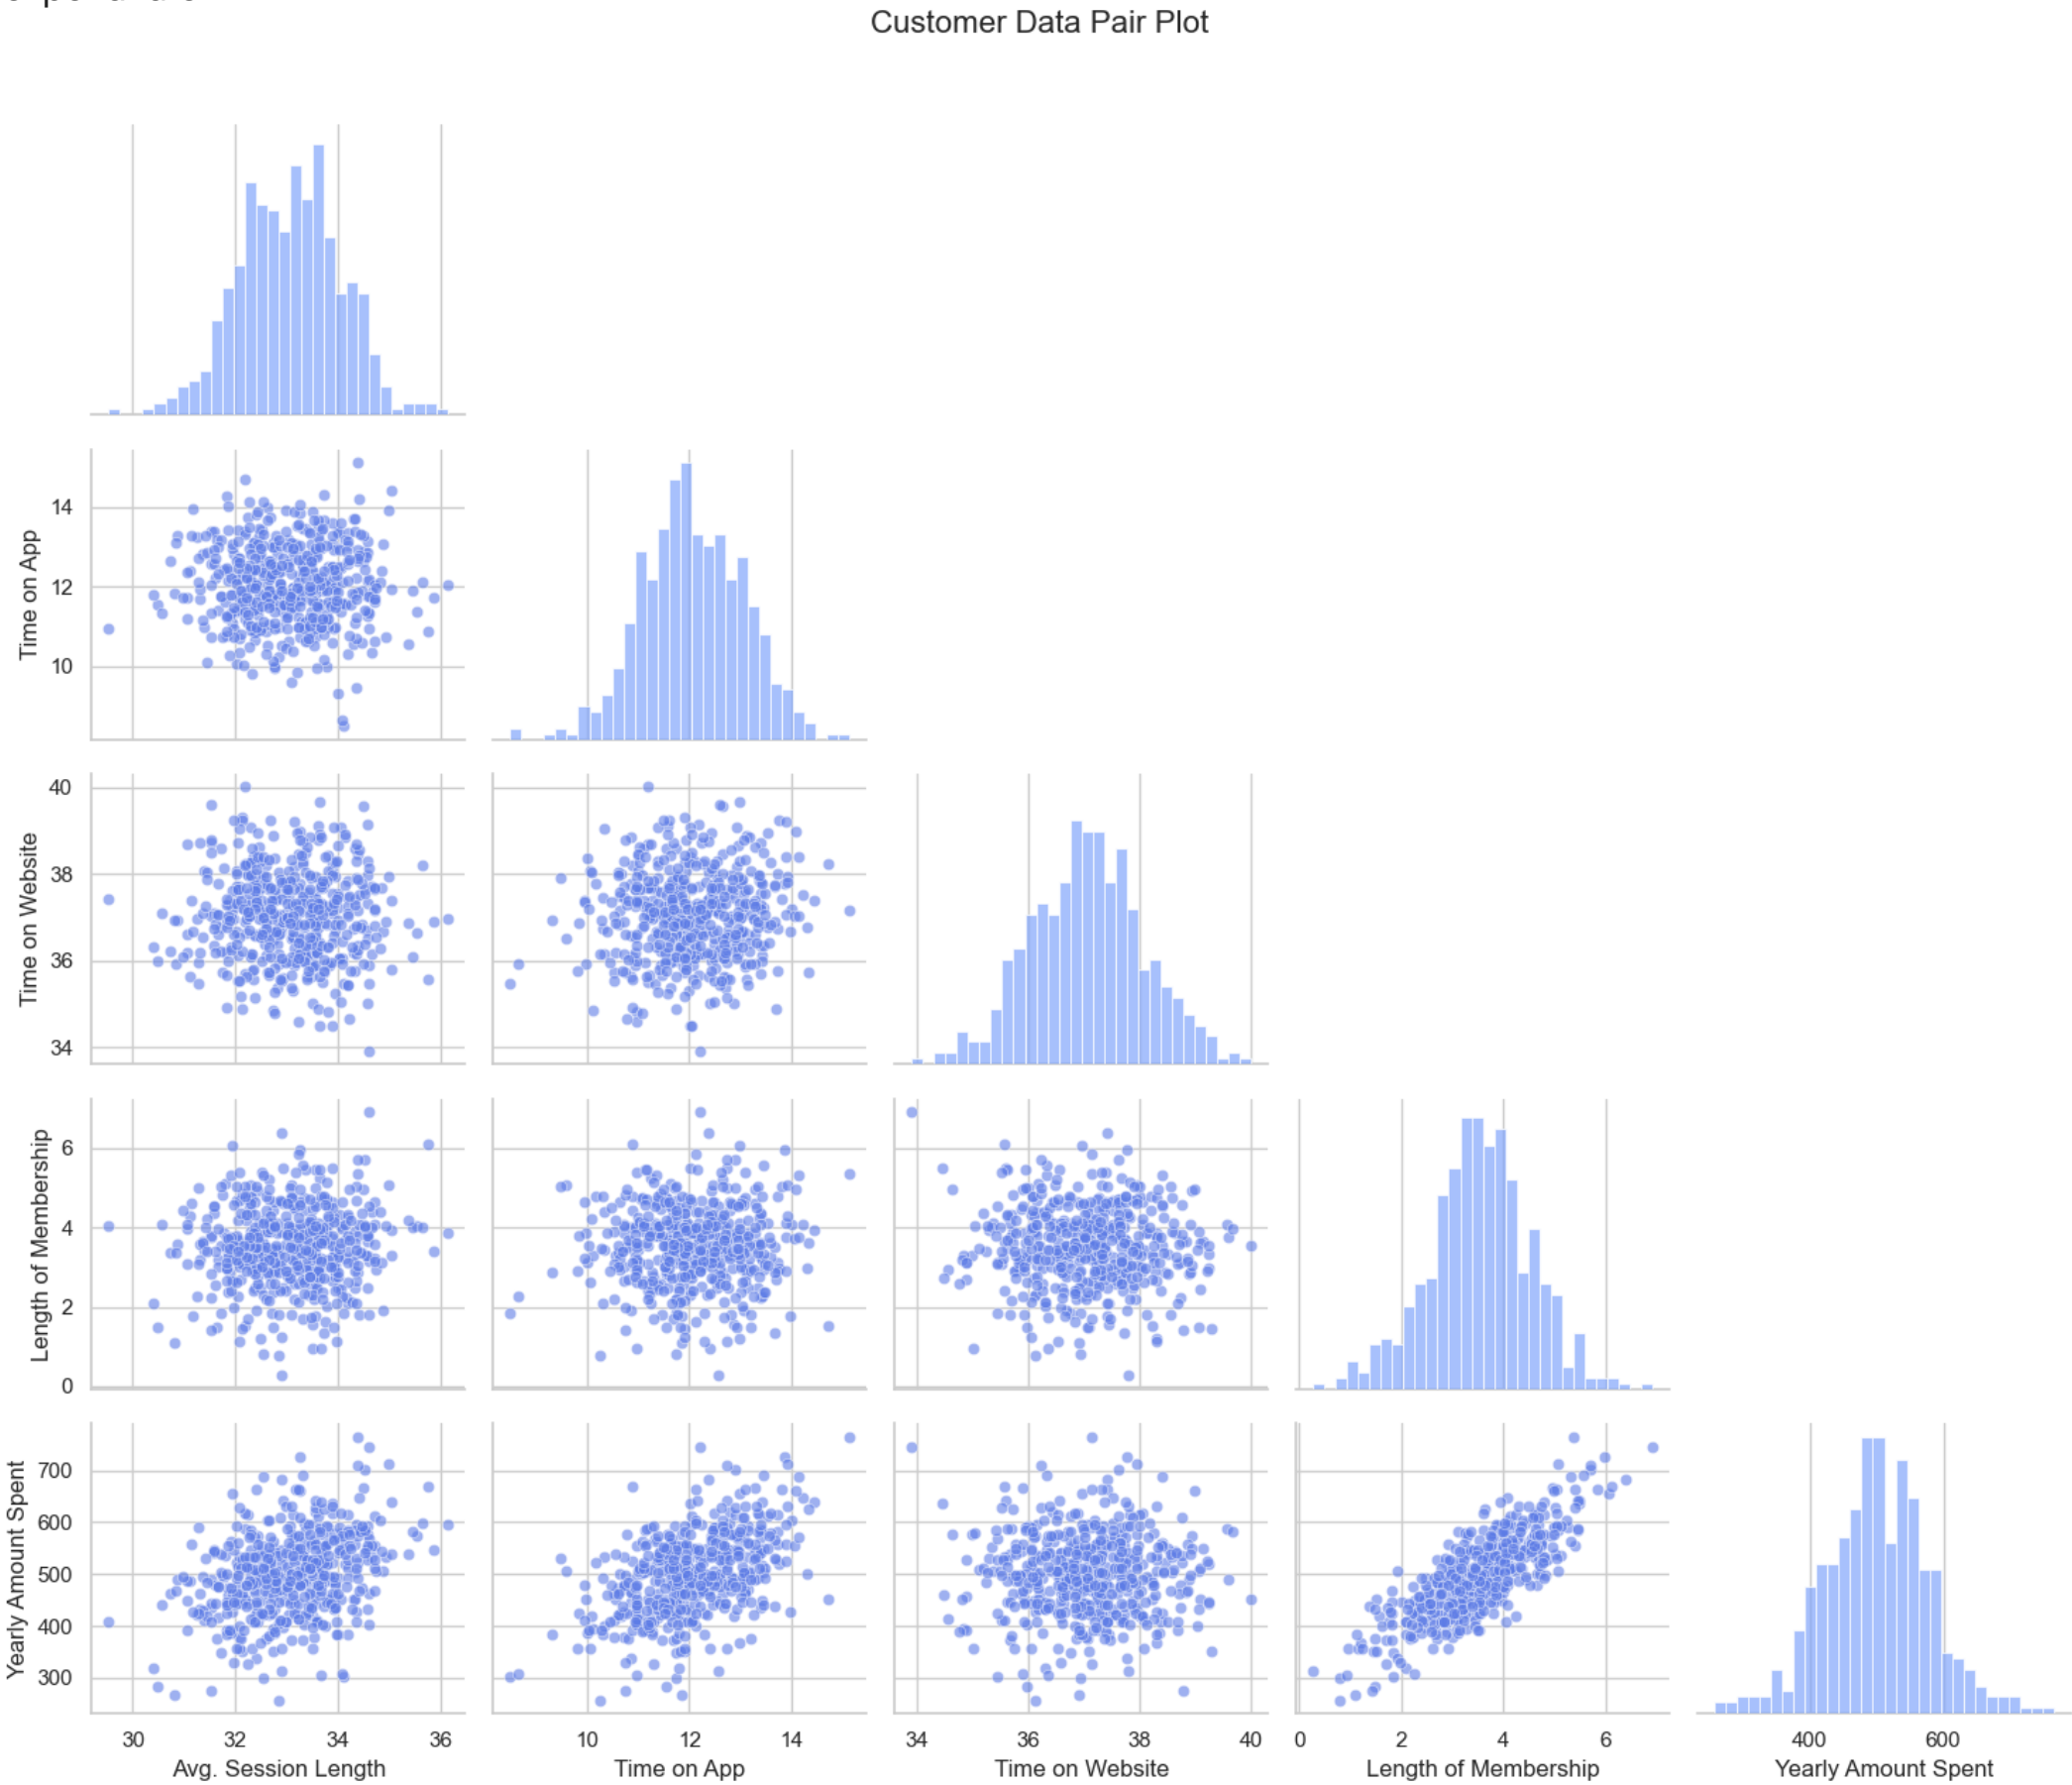 Customer Data Pair Plot
Time on App
14
12
10
Time on Website
40
38
36
34
Length of Membership
6
4
2
0
Yearly Amount Spent
700
600
500
400
300
30 32 34 36
10 12 14
34 36 38 40
0 2 4 6
400 600
Avg. Session Length
Time on App
Time on Website
Length of Membership
Yearly Amount Spent